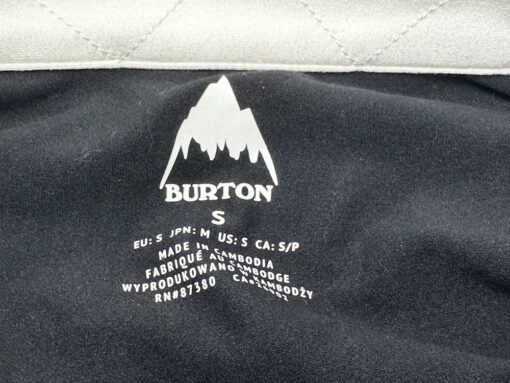 BURTON
S
EU: S JPN: M US: S CA: S/P
MADE IN CAMBODIA
FABRIQUÉ AU CAMBODGE
WYPRODUKOWANO W KAMBODŻY
RN#87380